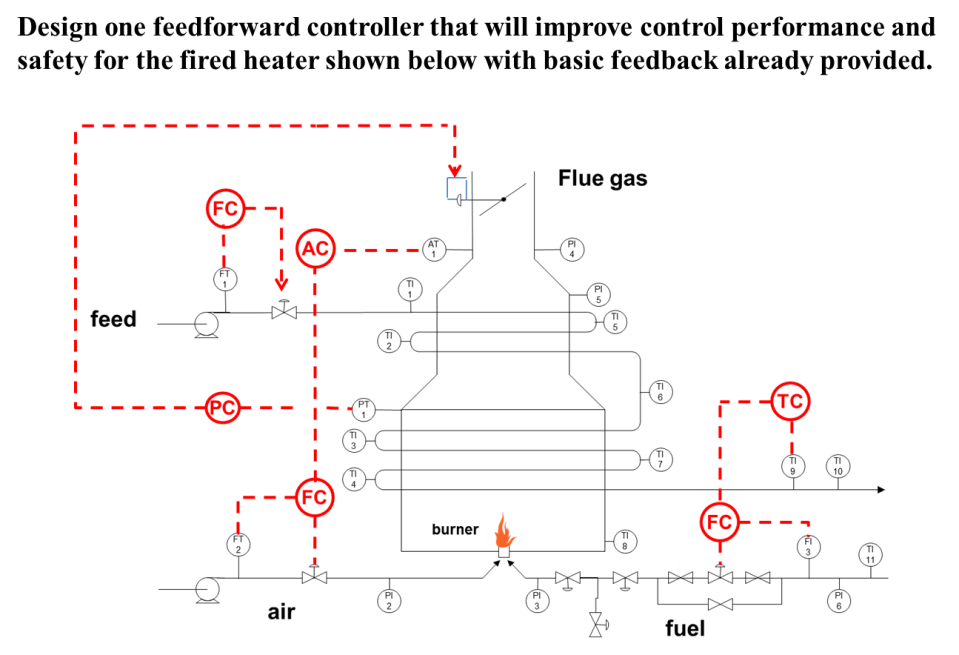 Design one feedforward controller that will improve control performance and
safety for the fired heater shown below with basic feedback already provided.
Flue gas
FC
AC
AT
1
PI
4
FT
1
TI
1
PI
5
feed
TI
5
TI
2
TI
6
PC
PT
1
TC
TI
3
TI
7
TI
9
TI
10
TI
4
FC
FC
burner
FT
2
TI
8
FI
3
TI
11
PI
2
PI
3
PI
6
air
fuel